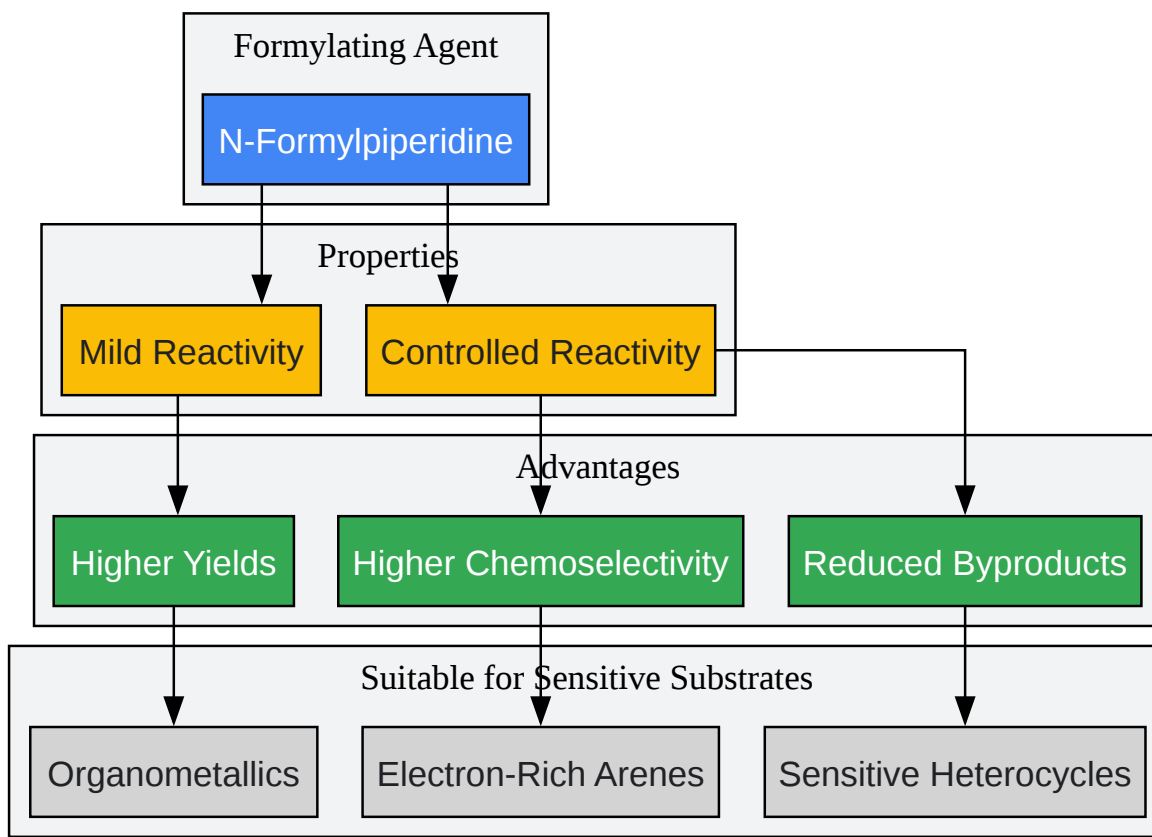 Formylating Agent
N-Formylpiperidine
Properties
Mild Reactivity
Controlled Reactivity
Advantages
Higher Yields
Higher Chemoselectivity
Reduced Byproducts
Suitable for Sensitive Substrates
Organometallics
Electron-Rich Arenes
Sensitive Heterocycles